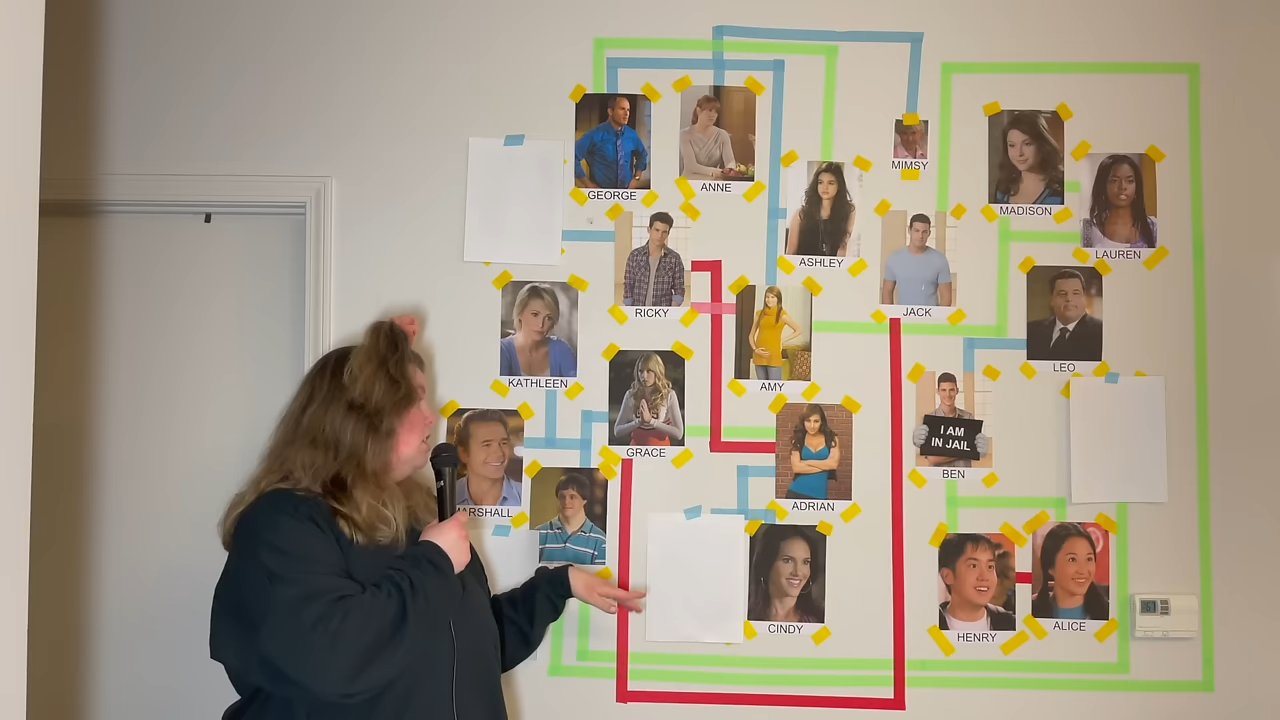 GEORGE
ANNE
MIMSY
MADISON
LAUREN
ASHLEY
RICKY
JACK
KATHLEEN
AMY
LEO
GRACE
I AM
IN JAIL
BEN
MARSHALL
ADRIAN
CINDY
HENRY
ALICE